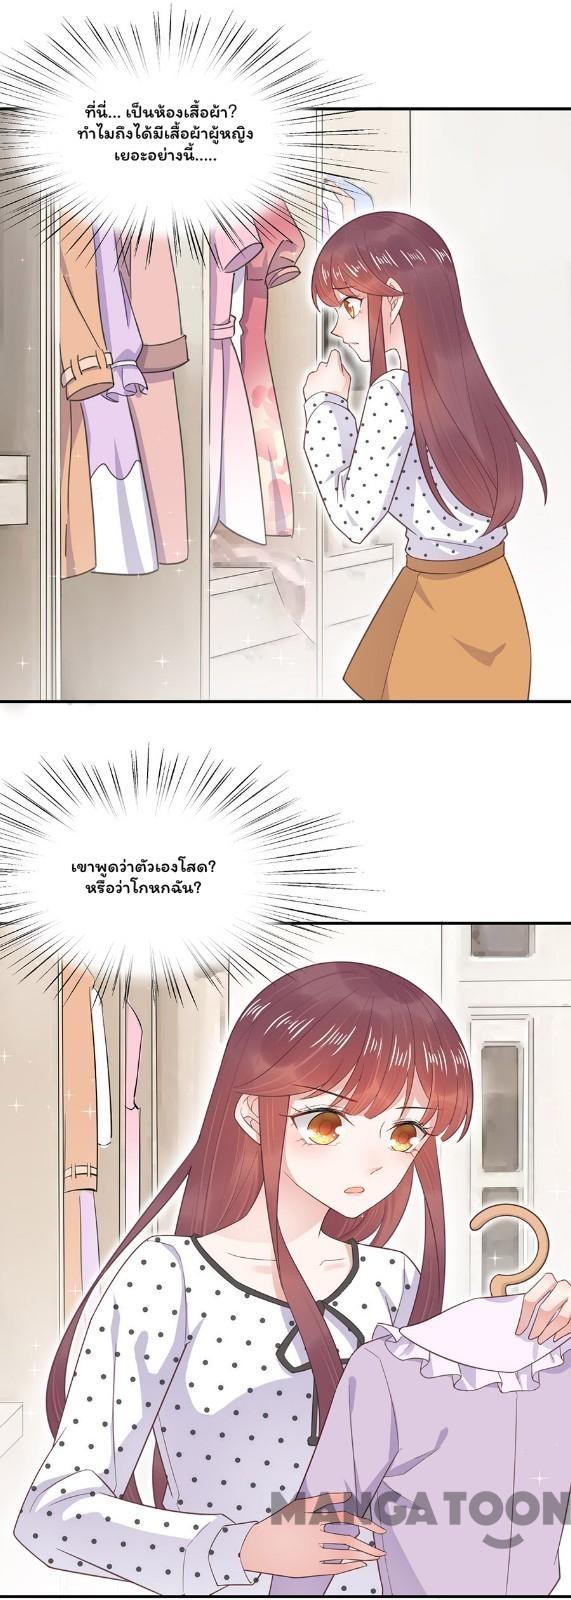 ที่นี่... เป็นห้องเสื้อผ้า?
ทำไมถึงได้มีเสื้อผ้าผู้หญิง
เยอะอย่างนี้.....
เขาพูดว่าตัวเองโสด?
หรือว่าโกหกฉัน?
MANGATOON